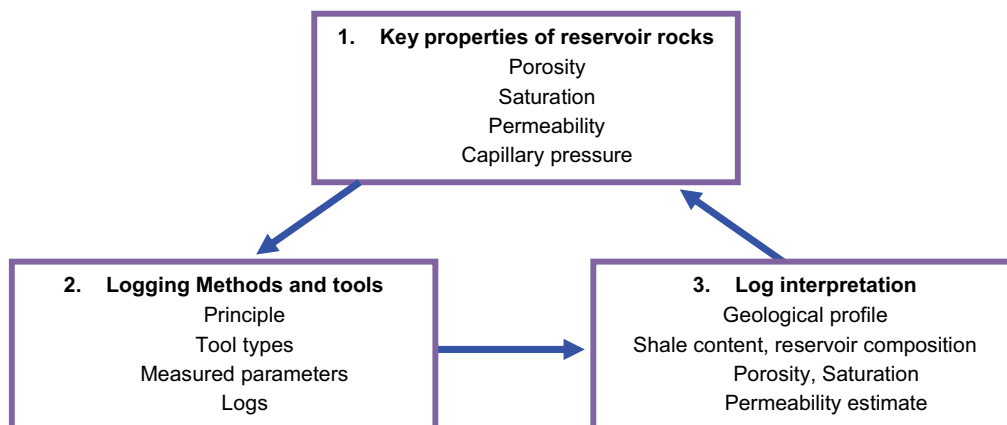 1. Key properties of reservoir rocks
Porosity
Saturation
Permeability
Capillary pressure
2. Logging Methods and tools
Principle
Tool types
Measured parameters
Logs
3. Log interpretation
Geological profile
Shale content, reservoir composition
Porosity, Saturation
Permeability estimate